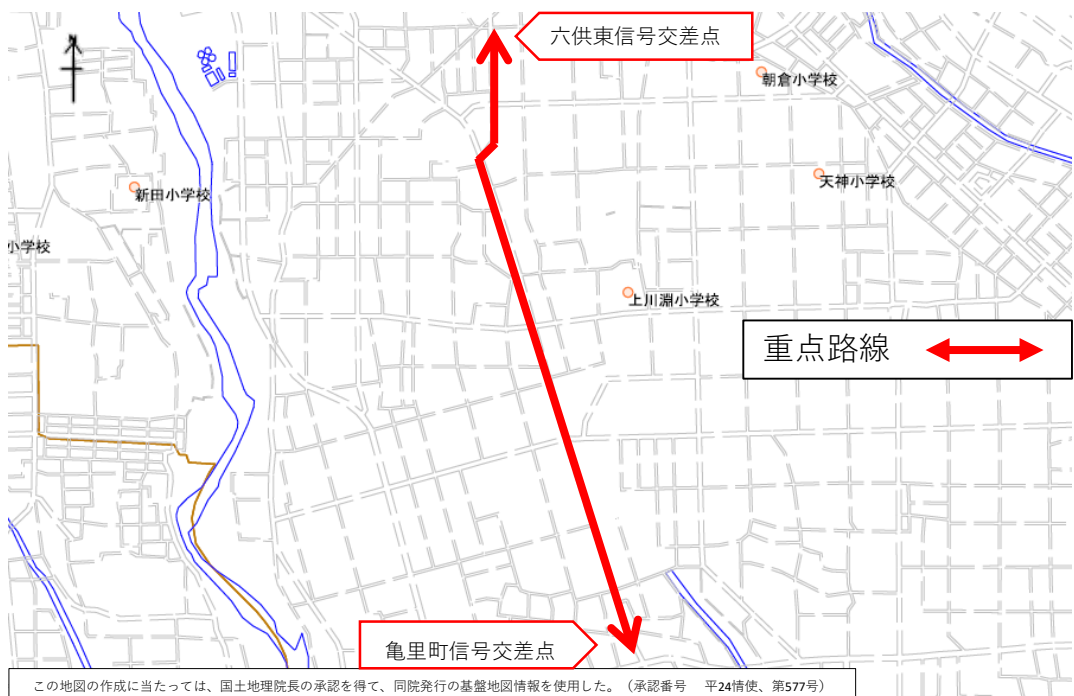 六供東信号交差点
朝倉小学校
天神小学校
新田小学校
小学校
上川淵小学校
重点路線
亀里町信号交差点
この地図の作成に当たっては、国土地理院長の承認を得て、同院発行の基盤地図情報を使用した。（承認番号　平24情使、第577号）